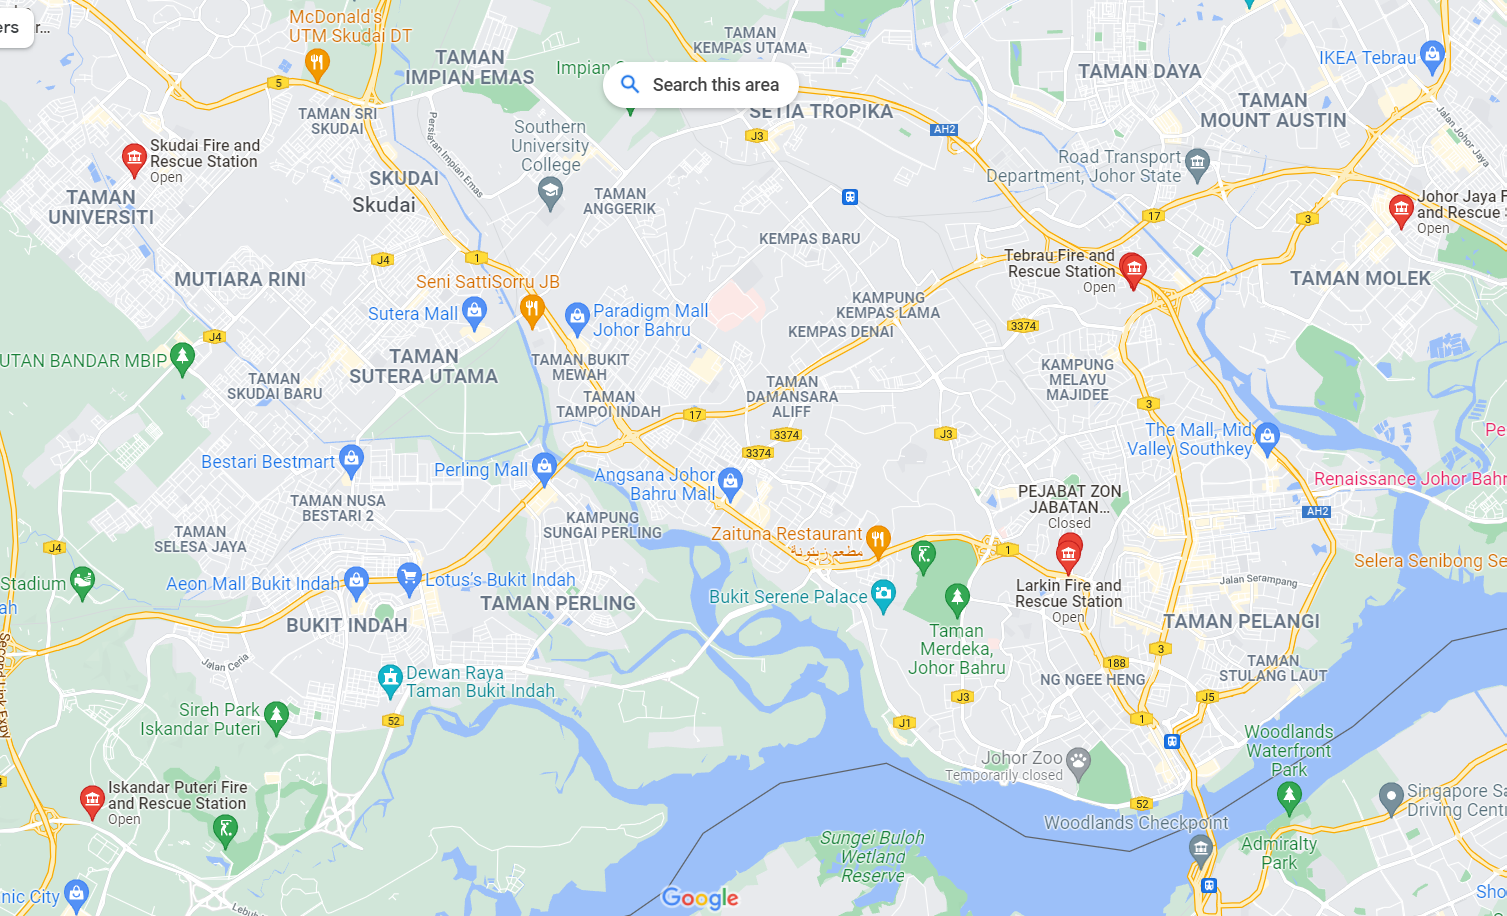 ers
r...
McDonald's
UTM Skudai DT
TAMAN
IMPIAN EMAS
TAMAN
KEMPAS UTAMA
IKEA Tebrau
Search this area
TAMAN DAYA
5
TAMAN SRI
SKUDAI
SETIA TROPIKA
TAMAN
MOUNT AUSTIN
Jalan Johor Jaya
Persiaran Impian Emas
Southern
University
College
J3
AH2
Skudai Fire and
Rescue Station
Open
Road Transport
Department, Johor State
SKUDAI
Skudai
TAMAN
UNIVERSITI
TAMAN
ANGGERIK
Johor Jaya F
and Rescue S
Open
17
3
KEMPAS BARU
J4
1
Tebrau Fire and
Rescue Station
Open
MUTIARA RINI
Seni SattiSorru JB
TAMAN MOLEK
Sutera Mall
Paradigm Mall
Johor Bahru
KAMPUNG
KEMPAS LAMA
KEMPAS DENAI
3374
J4
UTAN BANDAR MBIP
TAMAN
SUTERA UTAMA
TAMAN BUKIT
MEWAH
KAMPUNG
MELAYU
MAJIDEE
TAMAN
SKUDAI BARU
TAMAN
DAMANSARA
ALIFF
TAMAN
TAMPOI INDAH
17
3
3374
J3
The Mall, Mid
Valley Southkey
Pe
3374
Bestari Bestmart
Perling Mall
Angsana Johor
Bahru Mall
Renaissance Johor Bahr
PEJABAT ZON
JABATAN...
Closed
TAMAN NUSA
BESTARI 2
AH2
KAMPUNG
SUNGAI PERLING
TAMAN
SELESA JAYA
Zaituna Restaurant
مطعم زيتونة
J4
1
Selera Senibong Se
Stadium
Aeon Mall Bukit Indah
Lotus's Bukit Indah
Jalan Serampang
Larkin Fire and
Rescue Station
Open
Bukit Serene Palace
ah
TAMAN PERLING
BUKIT INDAH
TAMAN PELANGI
Taman
Merdeka,
Johor Bahru
Second Link Expy
Jalan Ceria
3
188
TAMAN
STULANG LAUT
NG NGEE HENG
Dewan Raya
Taman Bukit Indah
J3
J5
Sireh Park
Iskandar Puteri
52
J1
1
Woodlands
Waterfront
Park
Johor Zoo
Temporarily closed
Iskandar Puteri Fire
and Rescue Station
Open
52
Singapore Sa
Driving Centr
Woodlands Checkpoint
Sungei Buloh
Wetland
Reserve
Admiralty
Park
nic City
Google
Sho
Lebuh